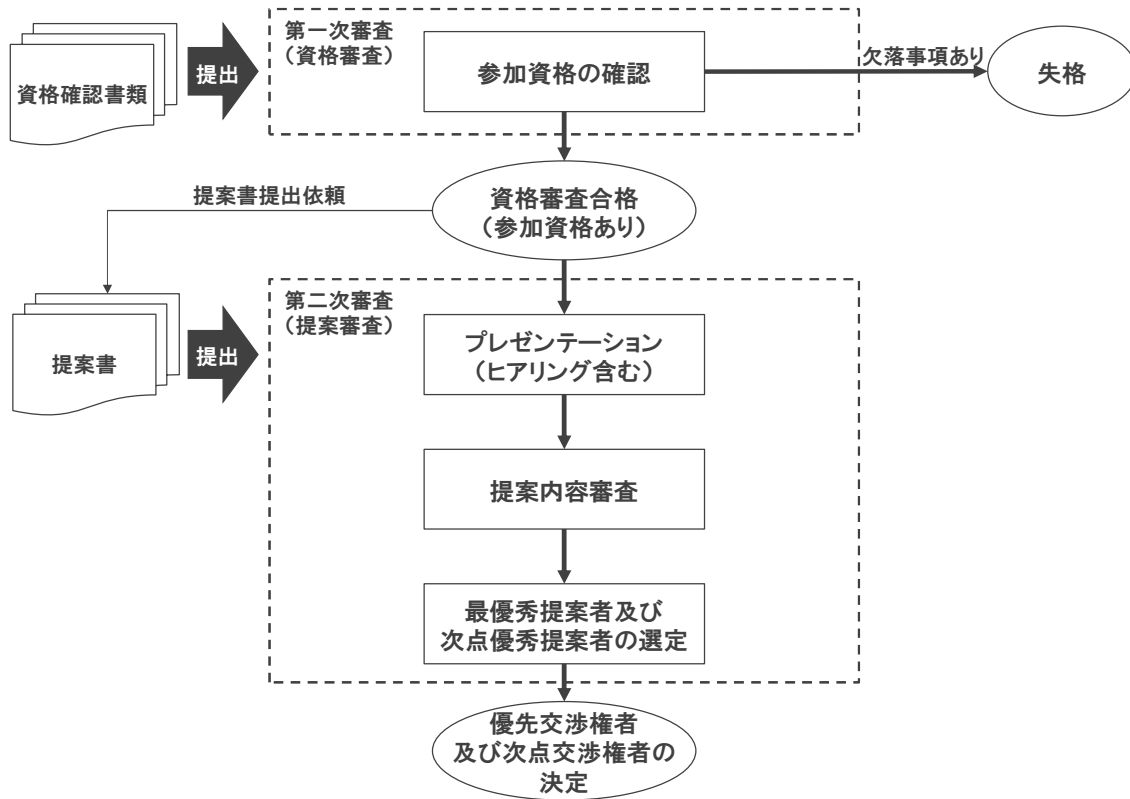 第一次審査
（資格審査）
資格確認書類
提出
参加資格の確認
欠落事項あり
失格
資格審査合格
（参加資格あり）
提案書提出依頼
第二次審査
（提案審査）
提案書
提出
プレゼンテーション
（ヒアリング含む）
提案内容審査
最優秀提案者及び
次点優秀提案者の選定
優先交渉権者
及び次点交渉権者の
決定